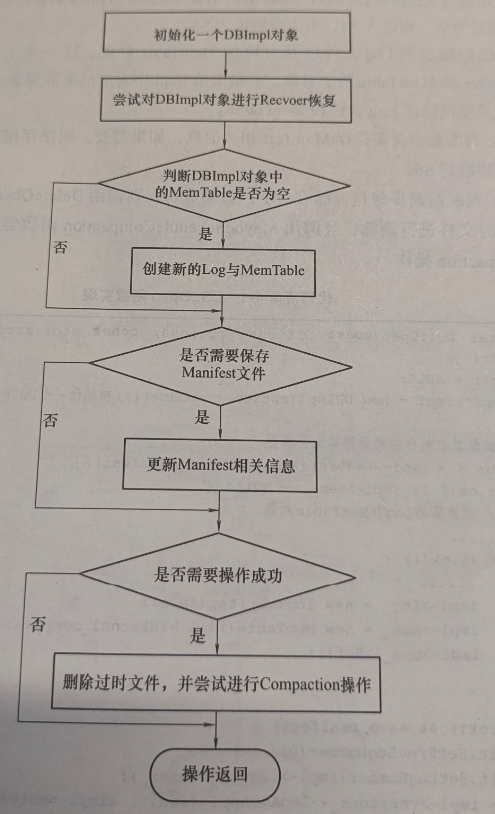 初始化一个DBImpl对象
尝试对DBImpl对象进行Recvoer恢复
判断DBImpl对象中
的MemTable是否为空
是
否
创建新的Log与MemTable
是否需要保存
Manifest文件
是
否
更新Manifest相关信息
是否需要操作成功
否
是
删除过时文件，并尝试进行Compaction操作
操作返回